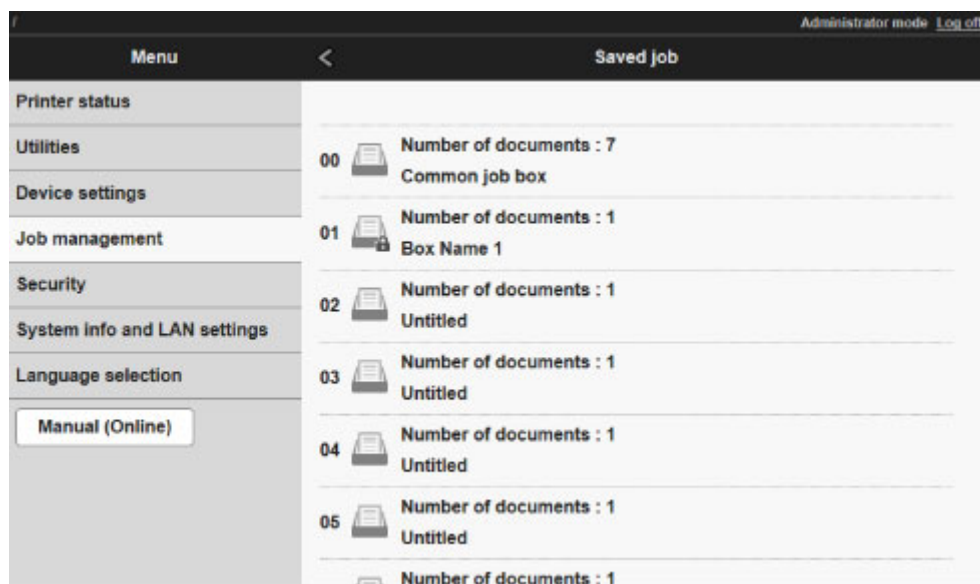 Administrator mode Log off
Menu
Saved job
Printer status
Utilities
Device settings
Job management
Security
System info and LAN settings
Language selection
Manual (Online)
00
Number of documents : 7
Common job box
01
Number of documents : 1
Box Name 1
02
Number of documents : 1
Untitled
03
Number of documents : 1
Untitled
04
Number of documents : 1
Untitled
05
Number of documents : 1
Untitled
Number of documents : 1